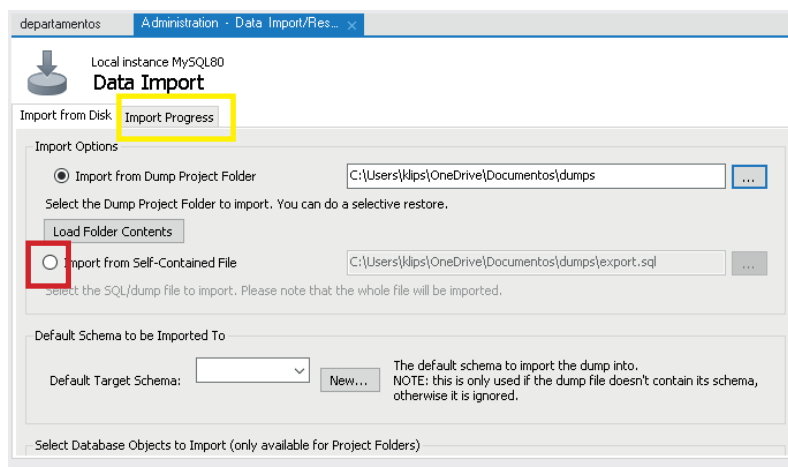 departamentos
Administration - Data Import/Res...
Local instance MySQL80
Data Import
Import from Disk
Import Progress
Import Options
Import from Dump Project Folder
C:\Users\klips\OneDrive\Documentos\dumps
...
Select the Dump Project Folder to import. You can do a selective restore.
Load Folder Contents
Import from Self-Contained File
C:\Users\klips\OneDrive\Documentos\dumps\export.sql
...
Select the SQL/dump file to import. Please note that the whole file will be imported.
Default Schema to be Imported To
Default Target Schema:
New...
The default schema to import the dump into.
NOTE: this is only used if the dump file doesn't contain its schema,
otherwise it is ignored.
Select Database Objects to Import (only available for Project Folders)